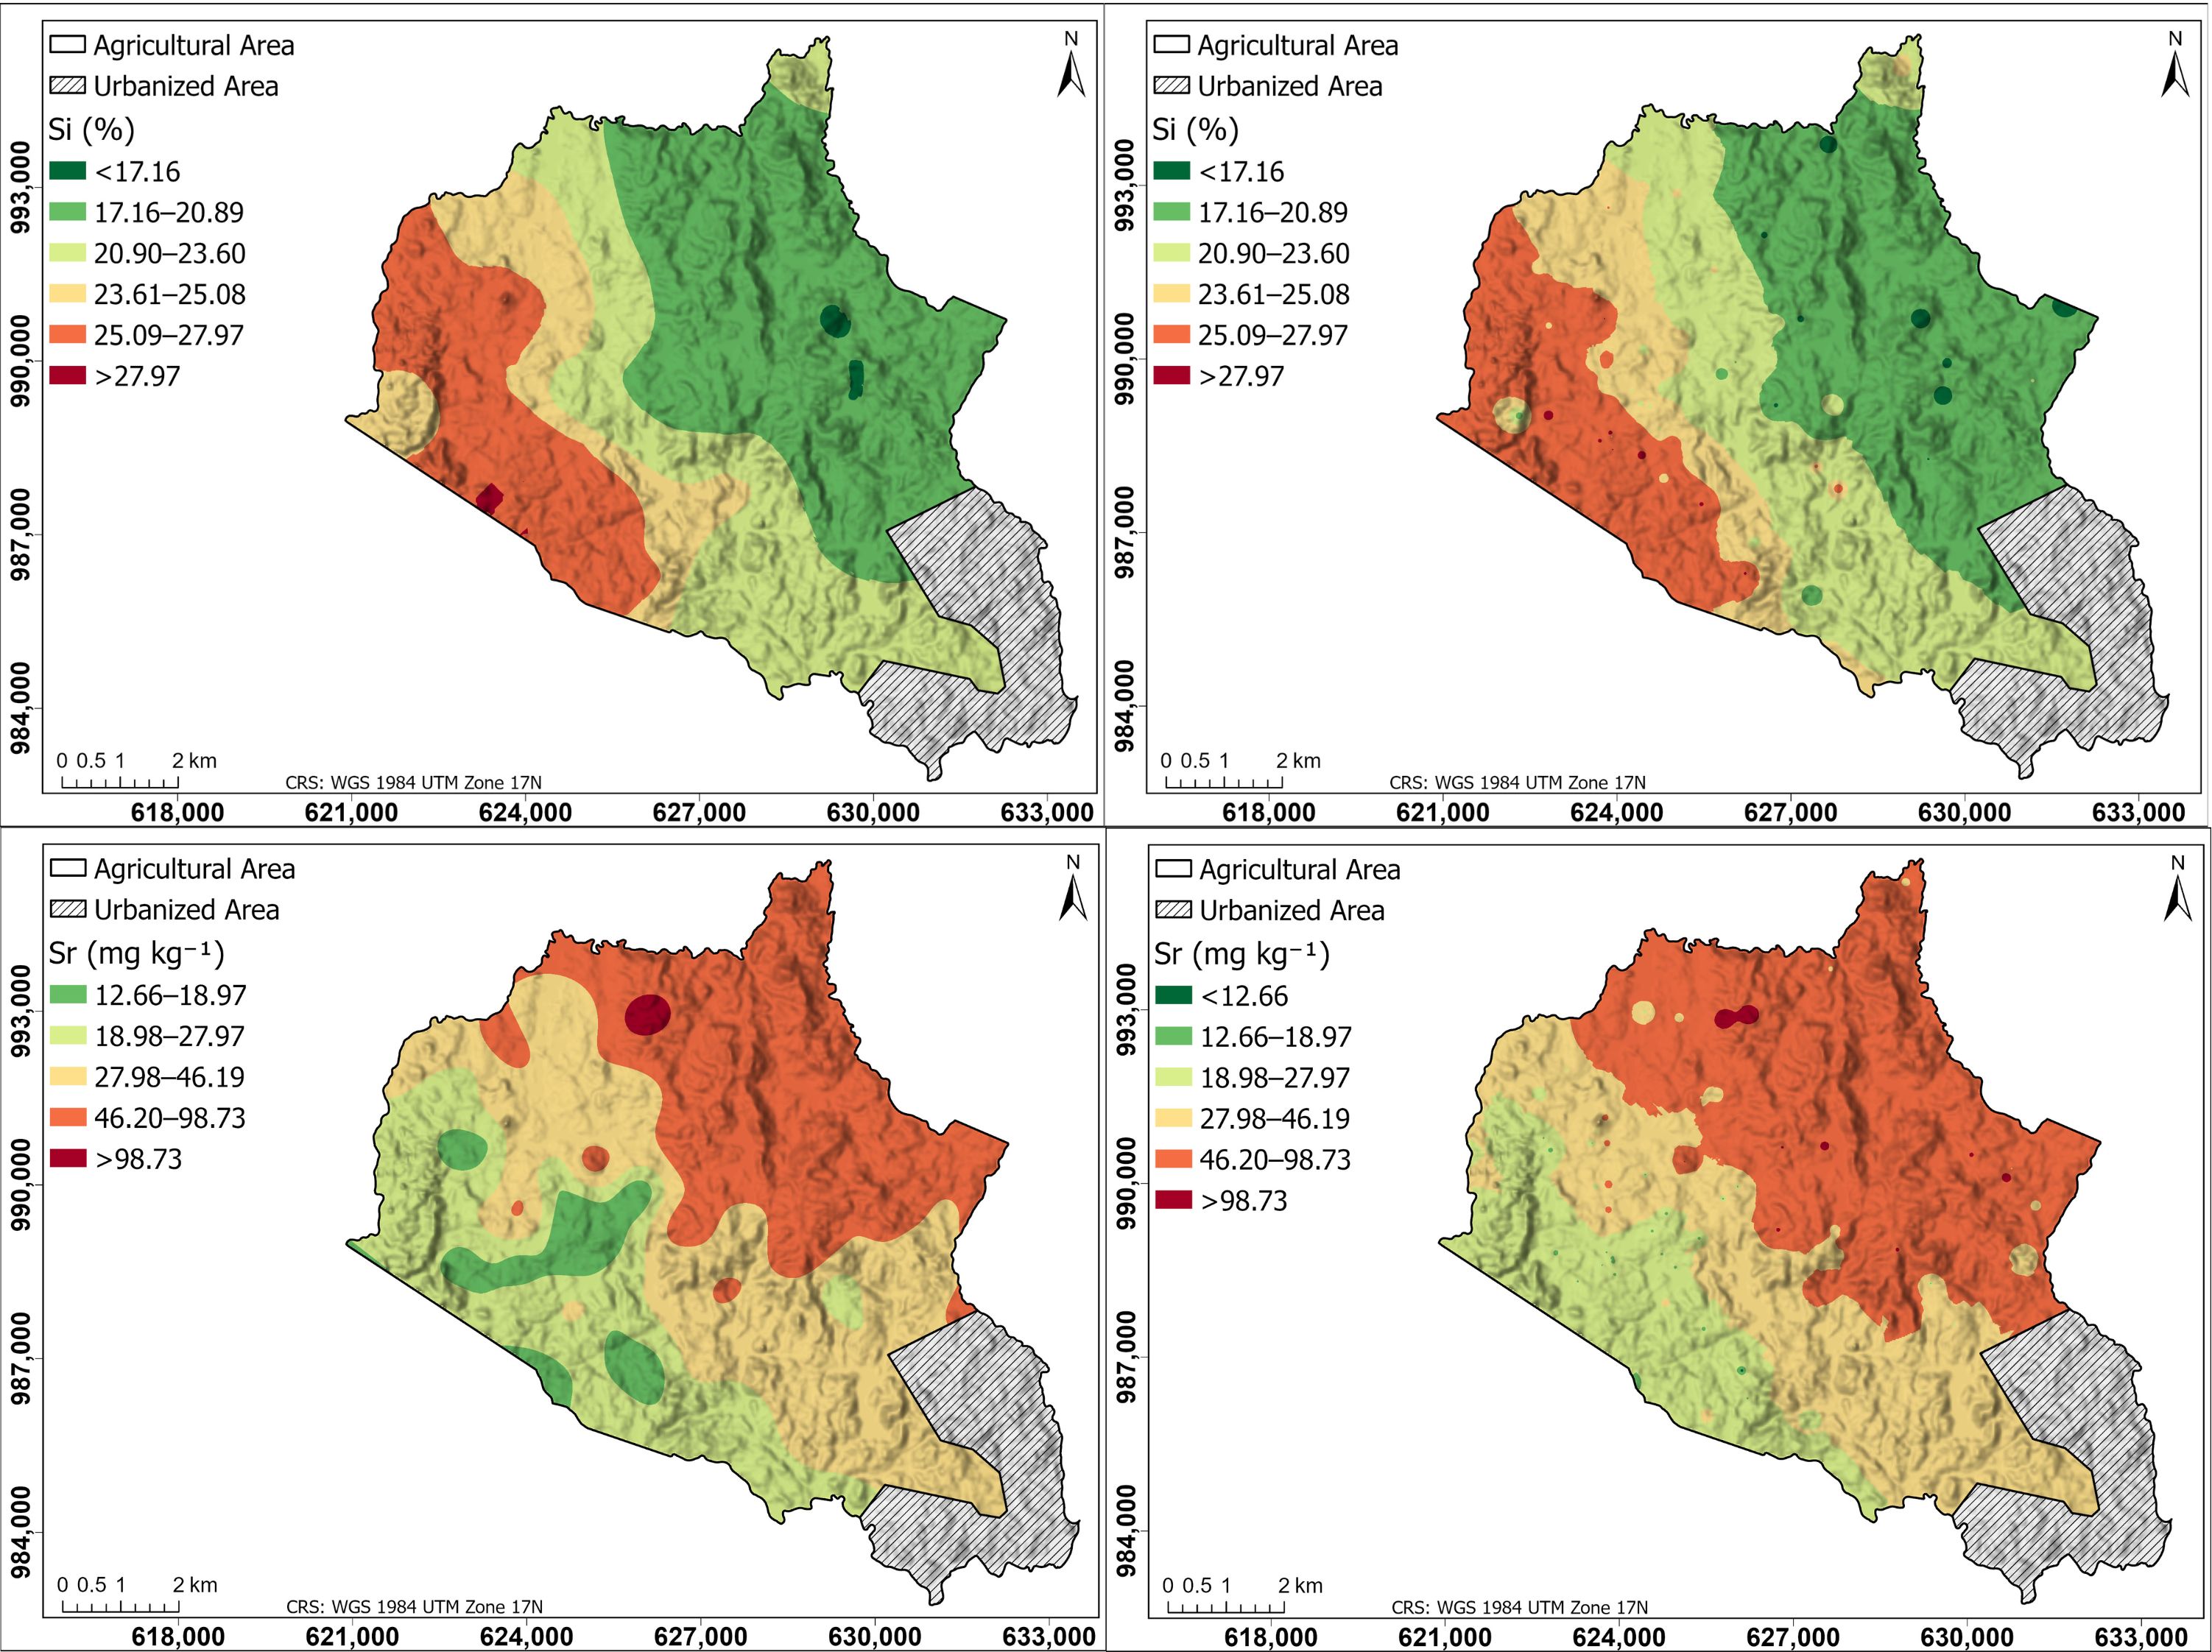 Agricultural Area
Urbanized Area
Si (%)
<17.16
17.16–20.89
20.90–23.60
23.61–25.08
25.09–27.97
>27.97
N
993,000
990,000
987,000
984,000
0 0.5 1 2 km
CRS: WGS 1984 UTM Zone 17N
618,000 621,000 624,000 627,000 630,000 633,000
Agricultural Area
Urbanized Area
Si (%)
<17.16
17.16–20.89
20.90–23.60
23.61–25.08
25.09–27.97
>27.97
N
993,000
990,000
987,000
984,000
0 0.5 1 2 km
CRS: WGS 1984 UTM Zone 17N
618,000 621,000 624,000 627,000 630,000 633,000
Agricultural Area
Urbanized Area
Sr (mg kg⁻¹)
12.66–18.97
18.98–27.97
27.98–46.19
46.20–98.73
>98.73
N
993,000
990,000
987,000
984,000
0 0.5 1 2 km
CRS: WGS 1984 UTM Zone 17N
618,000 621,000 624,000 627,000 630,000 633,000
Agricultural Area
Urbanized Area
Sr (mg kg⁻¹)
<12.66
12.66–18.97
18.98–27.97
27.98–46.19
46.20–98.73
>98.73
N
993,000
990,000
987,000
984,000
0 0.5 1 2 km
CRS: WGS 1984 UTM Zone 17N
618,000 621,000 624,000 627,000 630,000 633,000